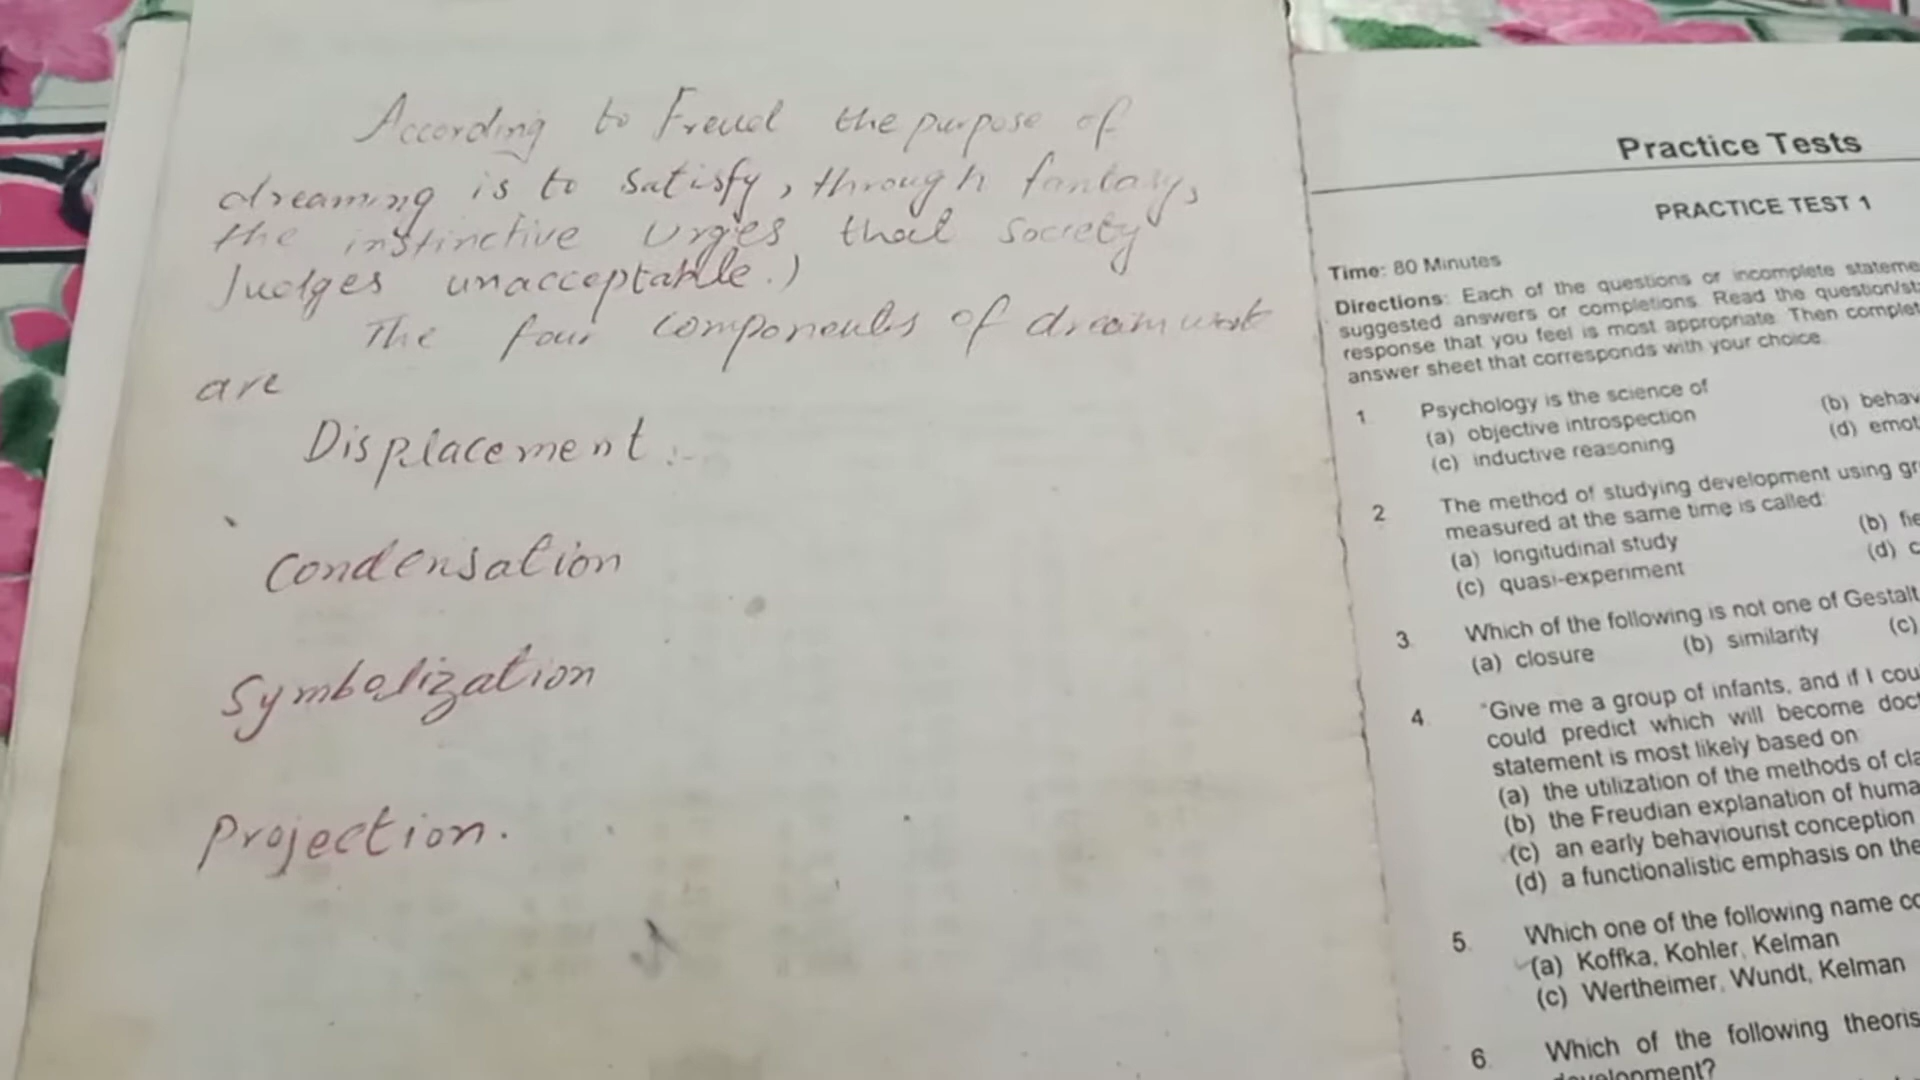 According to Freud the purpose of
dreaming is to satisfy, through fantasy,
the instinctive urges that society
Judges unacceptable.)
The four components of dream work
are
Displacement :-
Condensation
Symbolization
Projection.
Practice Tests
PRACTICE TEST 1
Time: 80 Minutes
Directions: Each of the questions or incomplete stateme
suggested answers or completions. Read the question/sta
response that you feel is most appropriate. Then complet
answer sheet that corresponds with your choice.
1. Psychology is the science of
(a) objective introspection (b) behav
(c) inductive reasoning (d) emot
2. The method of studying development using gr
measured at the same time is called:
(a) longitudinal study (b) fie
(c) quasi-experiment (d) c
3. Which of the following is not one of Gestalt
(a) closure (b) similarity (c)
4. "Give me a group of infants, and if I cou
could predict which will become doct
statement is most likely based on
(a) the utilization of the methods of cla
(b) the Freudian explanation of huma
(c) an early behaviourist conception
(d) a functionalistic emphasis on the
5. Which one of the following name co
(a) Koffka, Kohler, Kelman
(c) Wertheimer, Wundt, Kelman
6. Which of the following theoris
development?